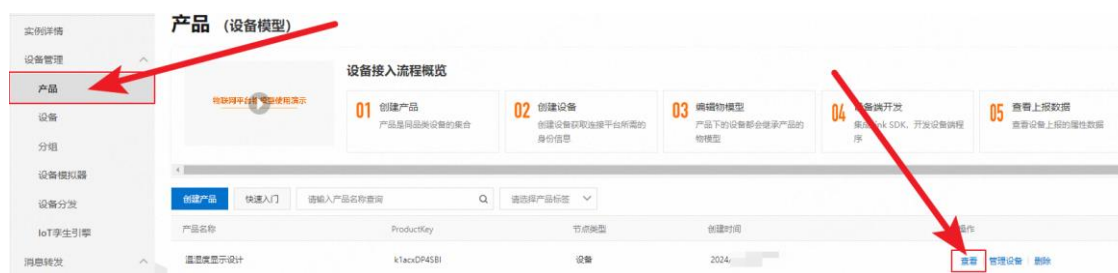 实例详情
设备管理
产品
设备
分组
设备模拟器
设备分发
IoT孪生引擎
消息转发
产品 （设备模型）
物联网平台物模型使用演示
设备接入流程概览
01 创建产品
产品是同品类设备的集合
02 创建设备
创建设备获取连接平台所需的
身份信息
03 编辑物模型
产品下的设备都会继承产品的
物模型
04 设备端开发
集成Link SDK，开发设备端程
序
05 查看上报数据
查看设备上报的属性数据
创建产品 快速入门 请输入产品名称查询 请选择产品标签
产品名称 ProductKey 节点类型 创建时间 操作
温湿度显示设计 k1acxDP4SBI 设备 2024/ 查看 管理设备 删除